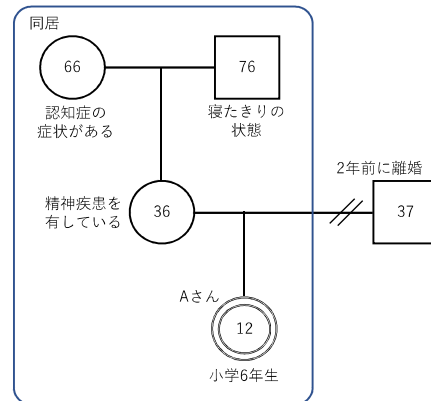 同居
66
76
認知症の
症状がある
寝たきりの
状態
2年前に離婚
精神疾患を
有している
36
37
Aさん
12
小学6年生